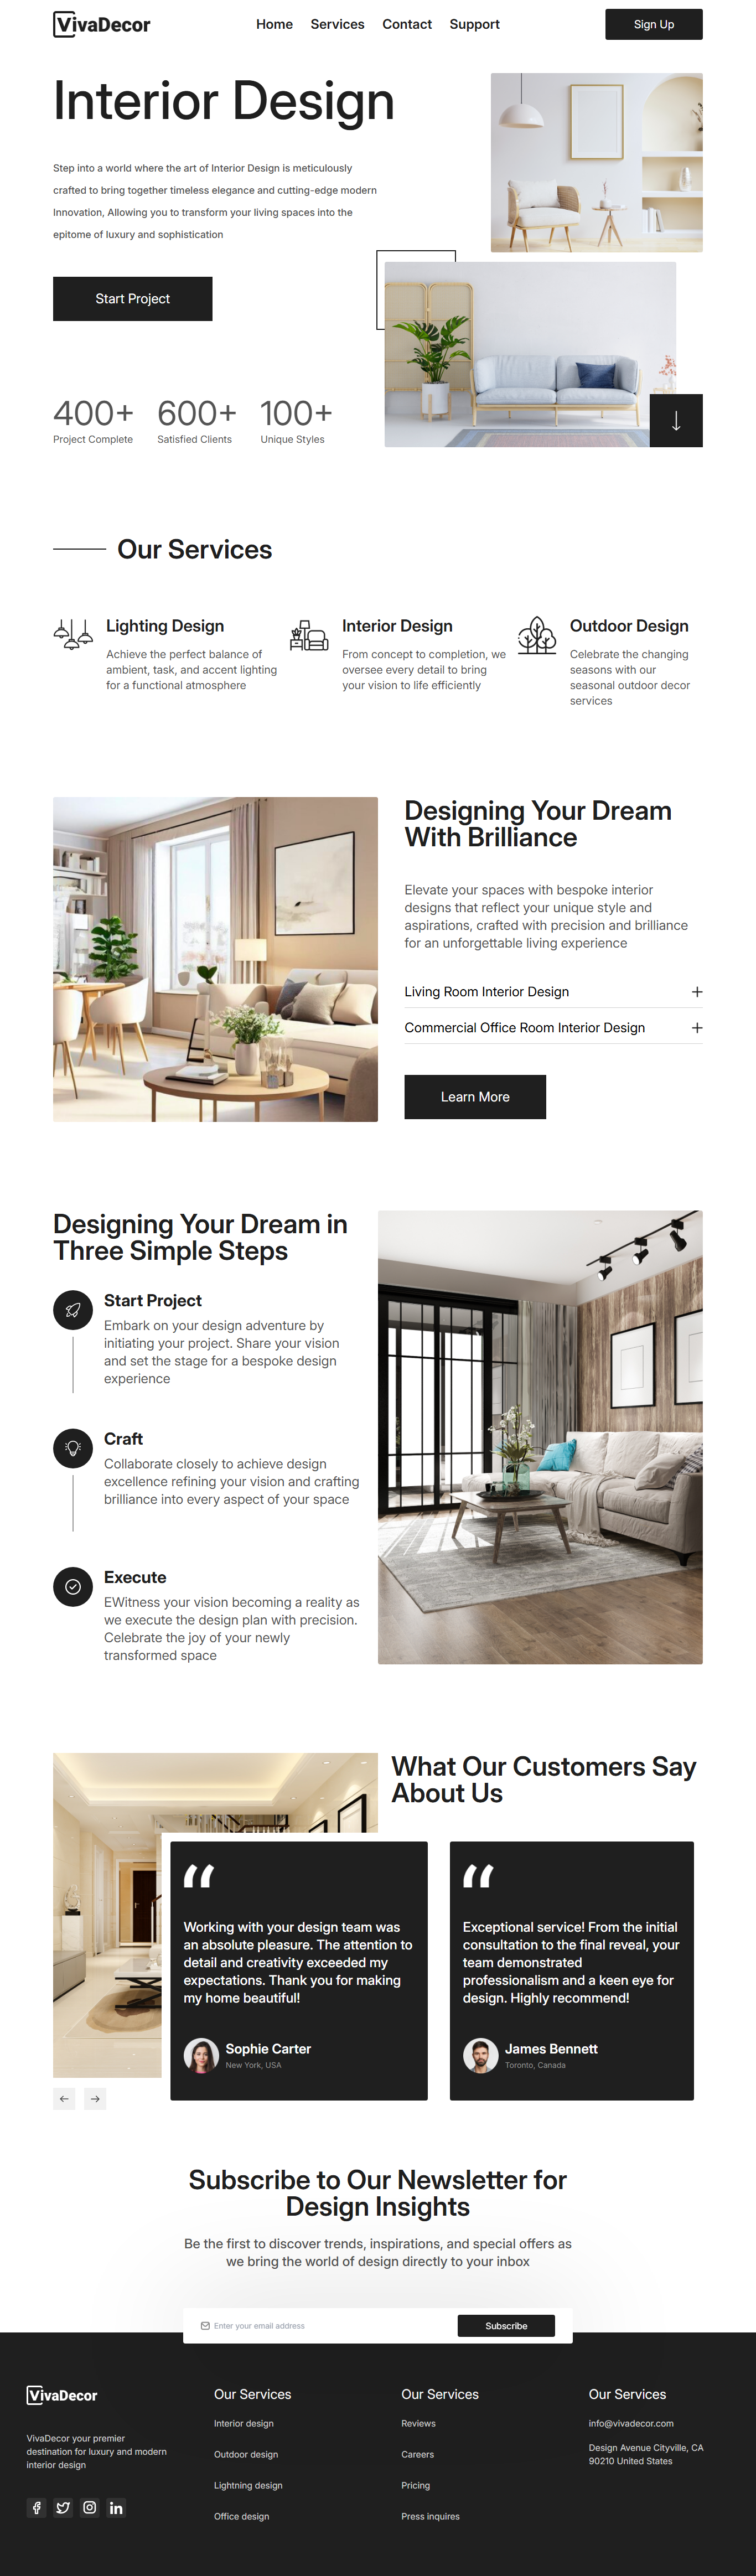 VivaDecor
Home
Services
Contact
Support
Sign Up
Interior Design
Step into a world where the art of Interior Design is meticulously
crafted to bring together timeless elegance and cutting-edge modern
Innovation, Allowing you to transform your living spaces into the
epitome of luxury and sophistication
Start Project
400+
Project Complete
600+
Satisfied Clients
100+
Unique Styles
Our Services
Lighting Design
Achieve the perfect balance of
ambient, task, and accent lighting
for a functional atmosphere
Interior Design
From concept to completion, we
oversee every detail to bring
your vision to life efficiently
Outdoor Design
Celebrate the changing
seasons with our
seasonal outdoor decor
services
Designing Your Dream
With Brilliance
Elevate your spaces with bespoke interior
designs that reflect your unique style and
aspirations, crafted with precision and brilliance
for an unforgettable living experience
Living Room Interior Design
Commercial Office Room Interior Design
Learn More
Designing Your Dream in
Three Simple Steps
Start Project
Embark on your design adventure by
initiating your project. Share your vision
and set the stage for a bespoke design
experience
Craft
Collaborate closely to achieve design
excellence refining your vision and crafting
brilliance into every aspect of your space
Execute
EWitness your vision becoming a reality as
we execute the design plan with precision.
Celebrate the joy of your newly
transformed space
What Our Customers Say
About Us
Working with your design team was
an absolute pleasure. The attention to
detail and creativity exceeded my
expectations. Thank you for making
my home beautiful!
Sophie Carter
New York, USA
Exceptional service! From the initial
consultation to the final reveal, your
team demonstrated
professionalism and a keen eye for
design. Highly recommend!
James Bennett
Toronto, Canada
Subscribe to Our Newsletter for
Design Insights
Be the first to discover trends, inspirations, and special offers as
we bring the world of design directly to your inbox
Enter your email address
Subscribe
VivaDecor
VivaDecor your premier
destination for luxury and modern
interior design
Our Services
Interior design
Outdoor design
Lightning design
Office design
Our Services
Reviews
Careers
Pricing
Press inquires
Our Services
info@vivadecor.com
Design Avenue Cityville, CA
90210 United States